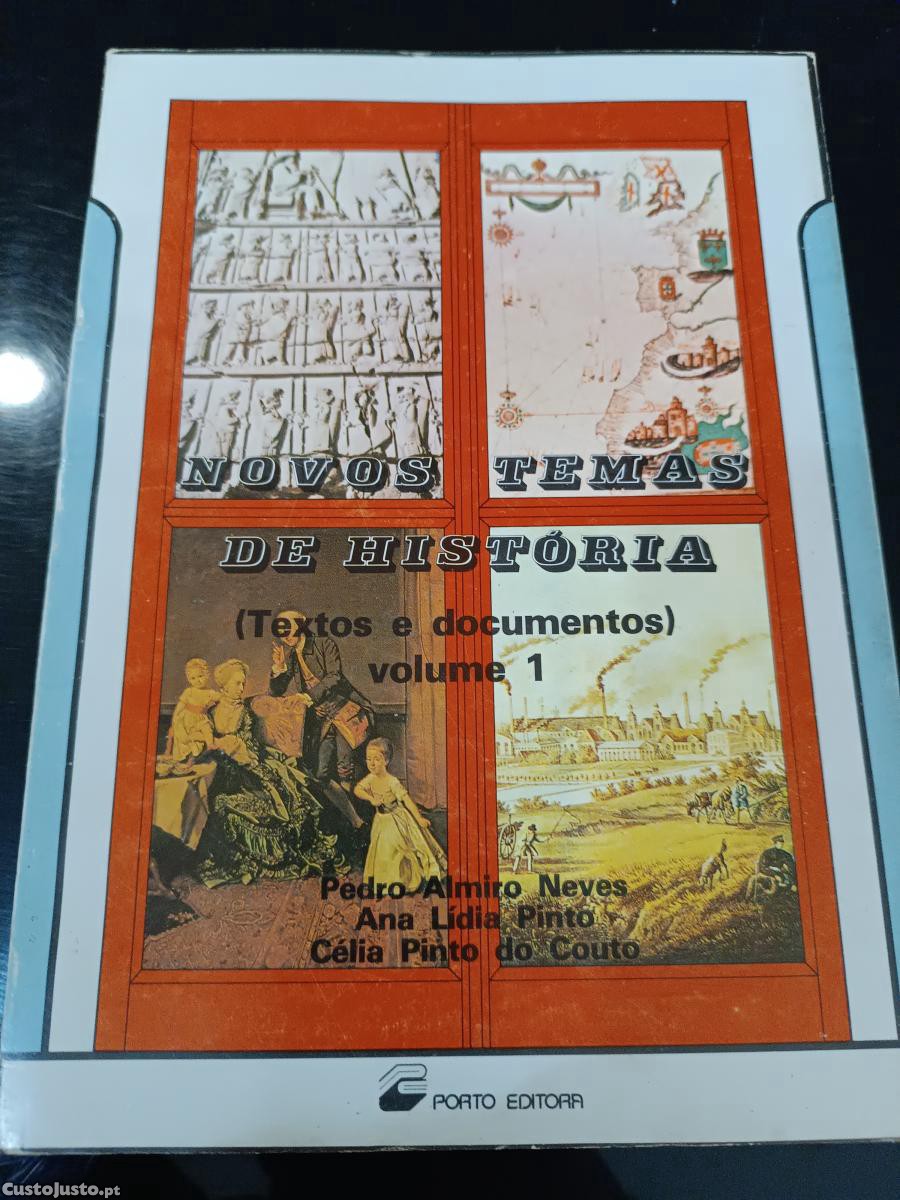 NOVOS TEMAS
DE HISTÓRIA
(Textos e documentos)
volume 1
Pedro Almiro Neves
Ana Lídia Pinto
Célia Pinto do Couto
PORTO EDITORA
CustoJusto.pt